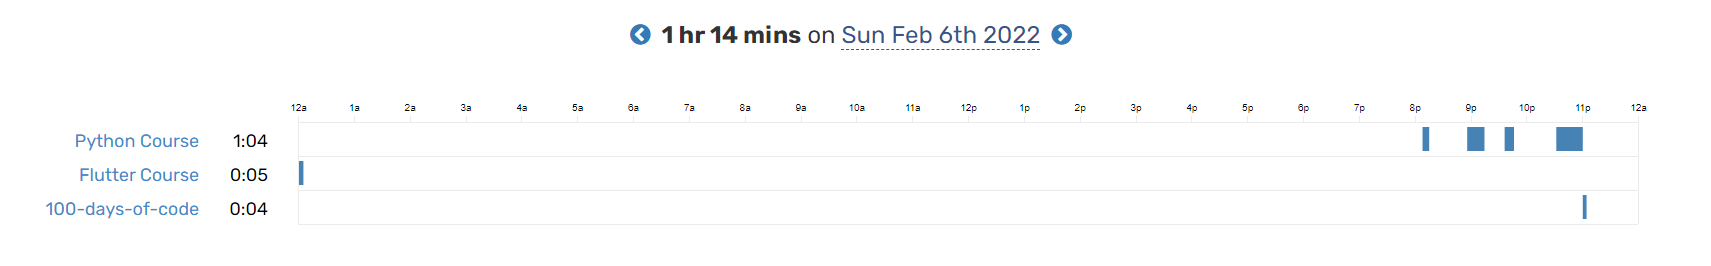 1 hr 14 mins on Sun Feb 6th 2022
12a 1a 2a 3a 4a 5a 6a 7a 8a 9a 10a 11a 12p 1p 2p 3p 4p 5p 6p 7p 8p 9p 10p 11p 12a
Python Course 1:04
Flutter Course 0:05
100-days-of-code 0:04